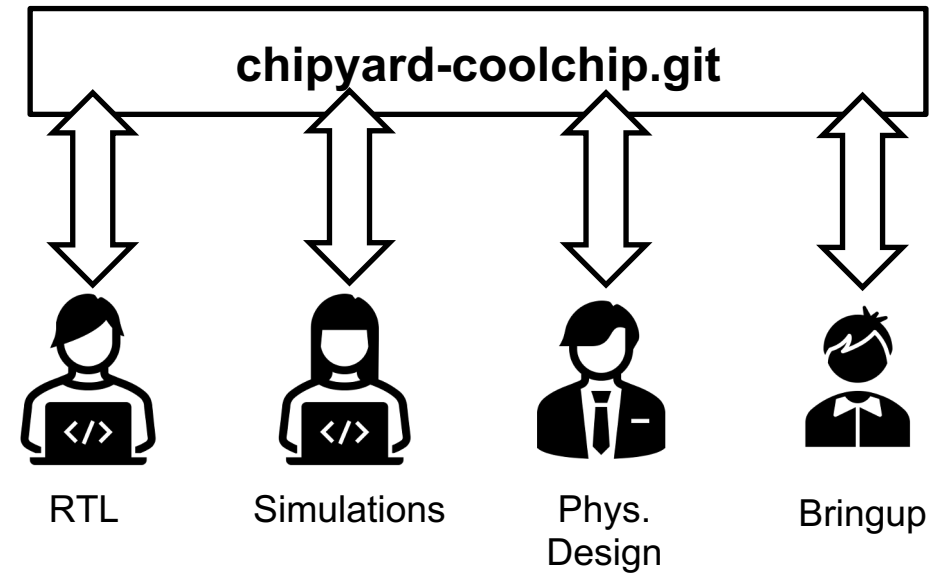 chipyard-coolchip.git
</>
</>
RTL
Simulations
Phys.
Design
Bringup